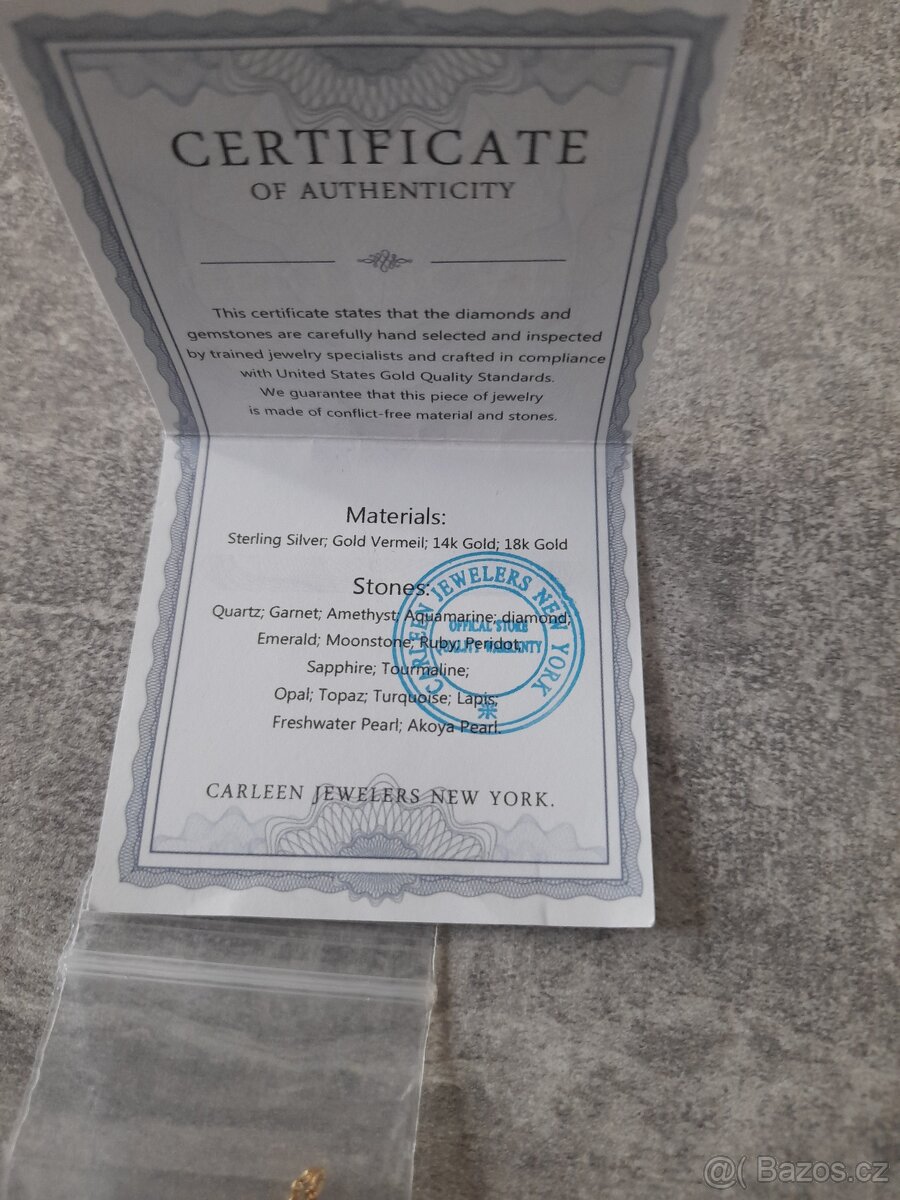 CERTIFICATE
OF AUTHENTICITY
This certificate states that the diamonds and
gemstones are carefully hand selected and inspected
by trained jewelry specialists and crafted in compliance
with United States Gold Quality Standards.
We guarantee that this piece of jewelry
is made of conflict-free material and stones.
Materials:
Sterling Silver; Gold Vermeil; 14k Gold; 18k Gold
Stones:
Quartz; Garnet; Amethyst; Aquamarine; diamond;
Emerald; Moonstone; Ruby; Peridot;
Sapphire; Tourmaline;
Opal; Topaz; Turquoise; Lapis;
Freshwater Pearl; Akoya Pearl.
CARLEEN JEWELERS NEW YORK
OFFICAL STORE
WARRENTY
CARLEEN JEWELERS NEW YORK.
@( Bazos.cz